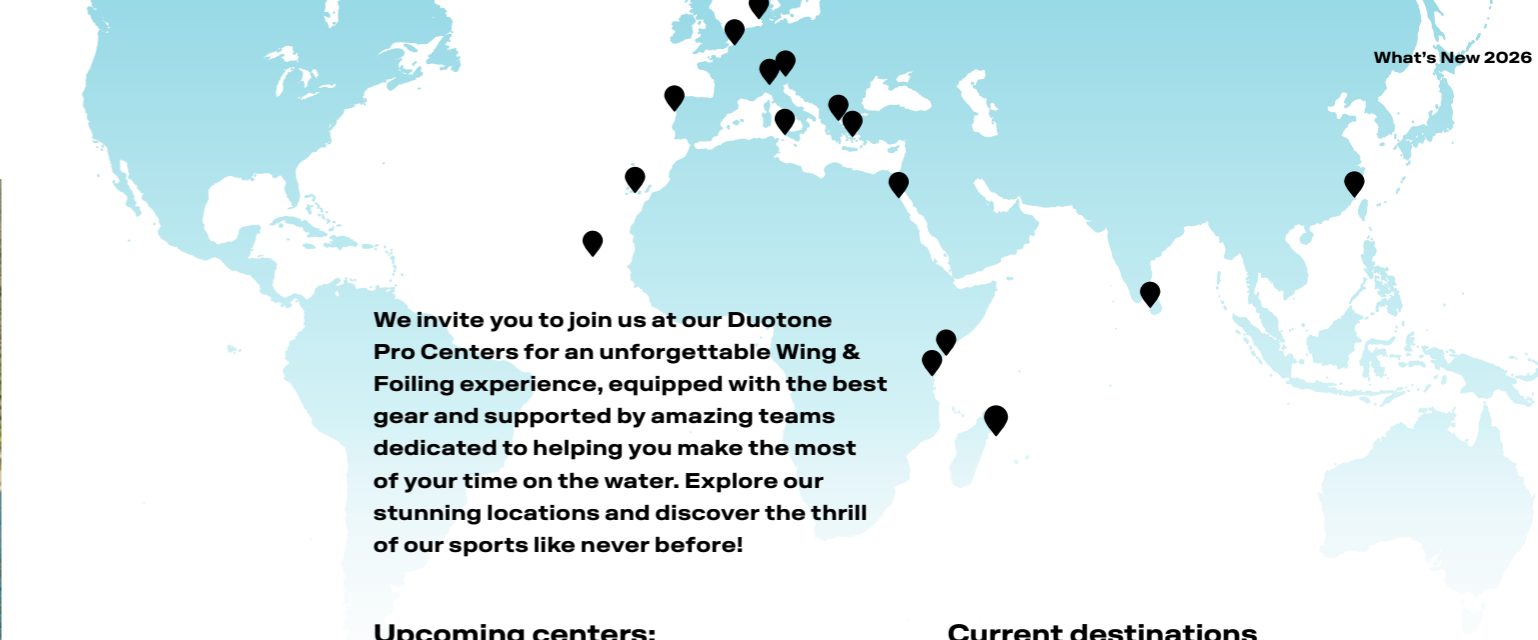 What's New 2026
We invite you to join us at our Duotone
Pro Centers for an unforgettable Wing &
Foiling experience, equipped with the best
gear and supported by amazing teams
dedicated to helping you make the most
of your time on the water. Explore our
stunning locations and discover the thrill
of our sports like never before!
Upcoming centers:
Current destinations